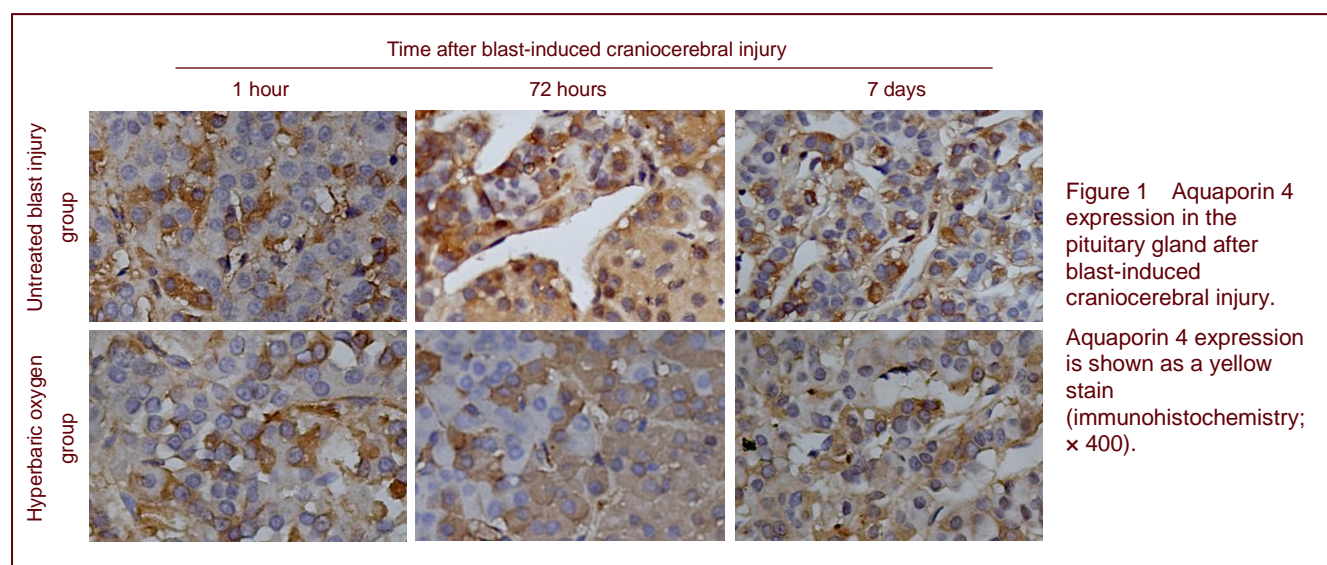 Time after blast-induced craniocerebral injury
1 hour
72 hours
7 days
Untreated blast injury
group
Hyperbaric oxygen
group
Figure 1 Aquaporin 4
expression in the
pituitary gland after
blast-induced
craniocerebral injury.
Aquaporin 4 expression
is shown as a yellow
stain
(immunohistochemistry;
× 400).